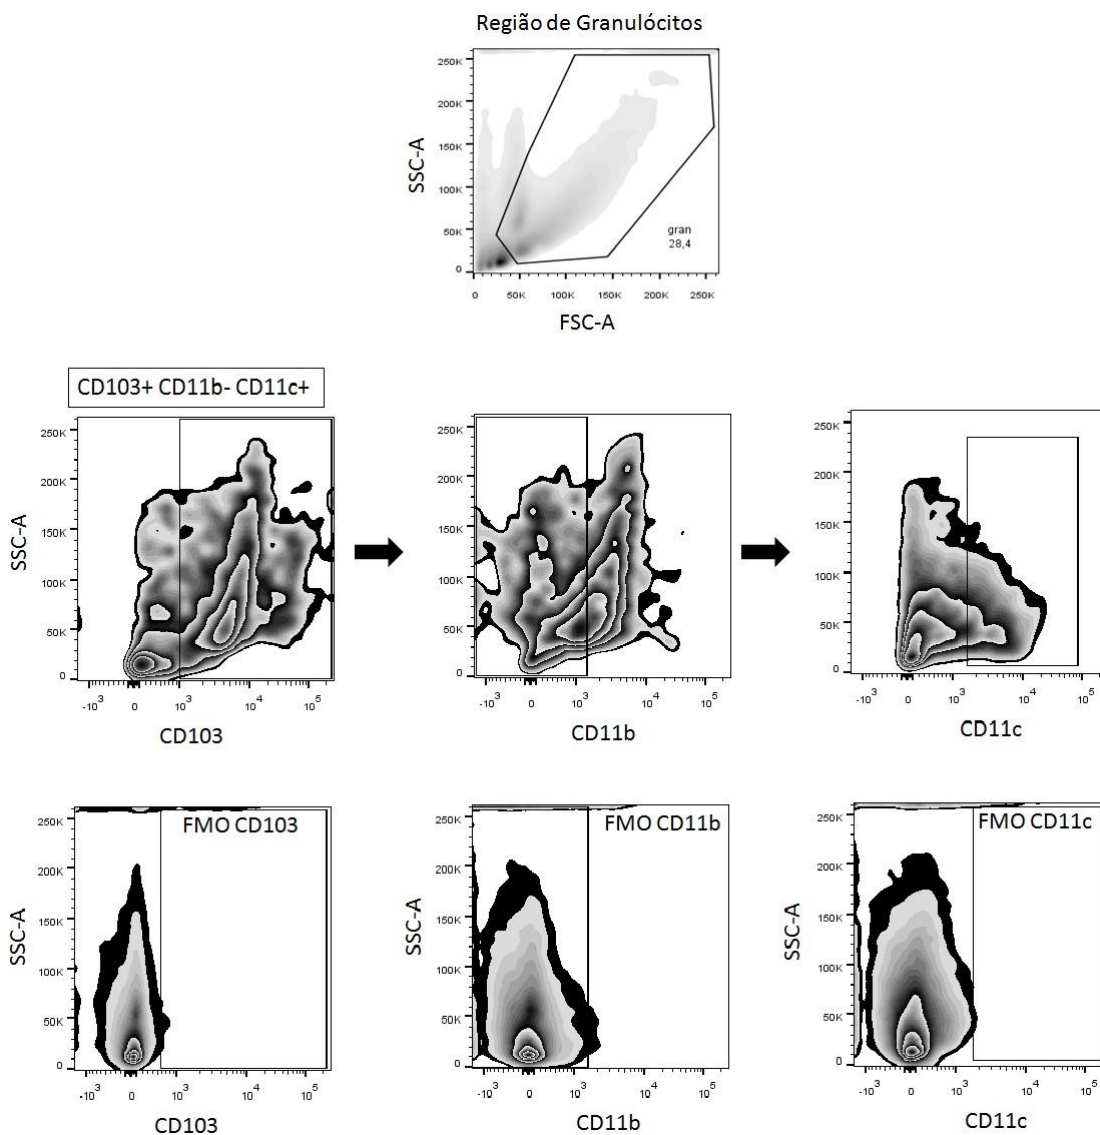 Região de Granulócitos
250K
200K
150K
100K
50K
0
SSC-A
gran
28,4
0 50K 100K 150K 200K 250K
FSC-A
CD103+ CD11b- CD11c+
250K
200K
150K
100K
50K
0
SSC-A
-10³ 0 10³ 10⁴ 10⁵
CD103
250K
200K
150K
100K
50K
0
-10³ 0 10³ 10⁴ 10⁵
CD11b
250K
200K
150K
100K
50K
0
-10³ 0 10³ 10⁴ 10⁵
CD11c
FMO CD103
250K
200K
150K
100K
50K
0
SSC-A
-10³ 0 10³ 10⁴ 10⁵
CD103
FMO CD11b
250K
200K
150K
100K
50K
0
SSC-A
-10³ 0 10³ 10⁴ 10⁵
CD11b
FMO CD11c
250K
200K
150K
100K
50K
0
SSC-A
-10³ 0 10³ 10⁴ 10⁵
CD11c